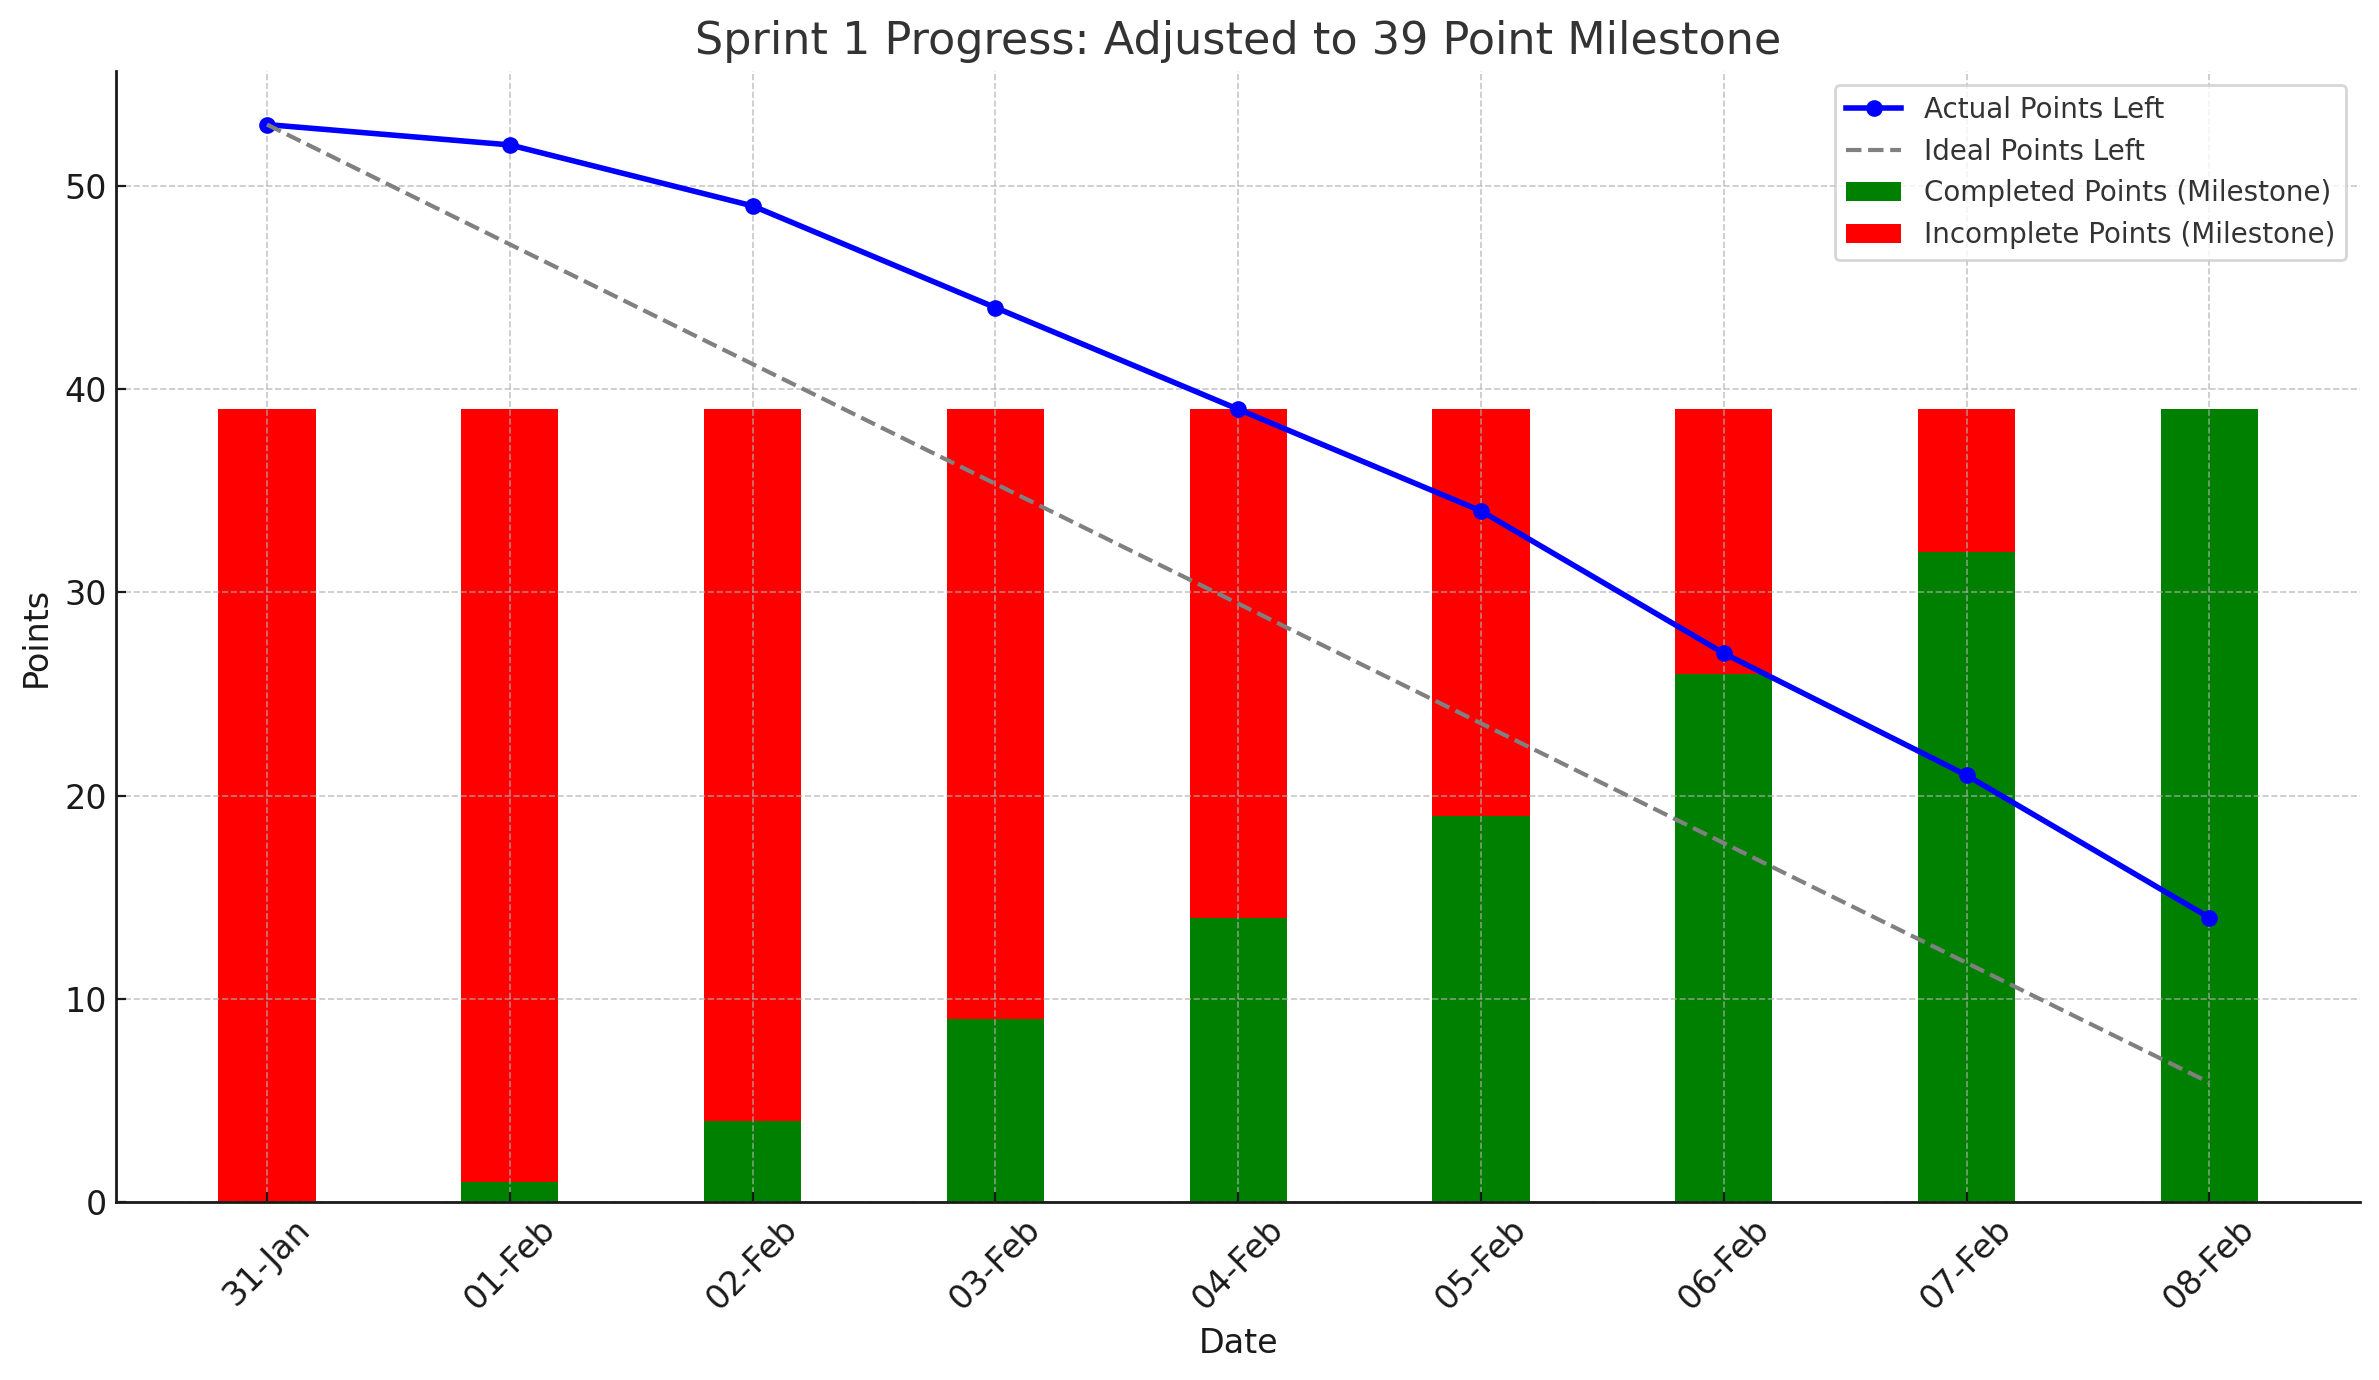 Sprint 1 Progress: Adjusted to 39 Point Milestone
Actual Points Left
Ideal Points Left
Completed Points (Milestone)
Incomplete Points (Milestone)
Points
50
40
30
20
10
0
31-Jan
01-Feb
02-Feb
03-Feb
04-Feb
05-Feb
06-Feb
07-Feb
08-Feb
Date